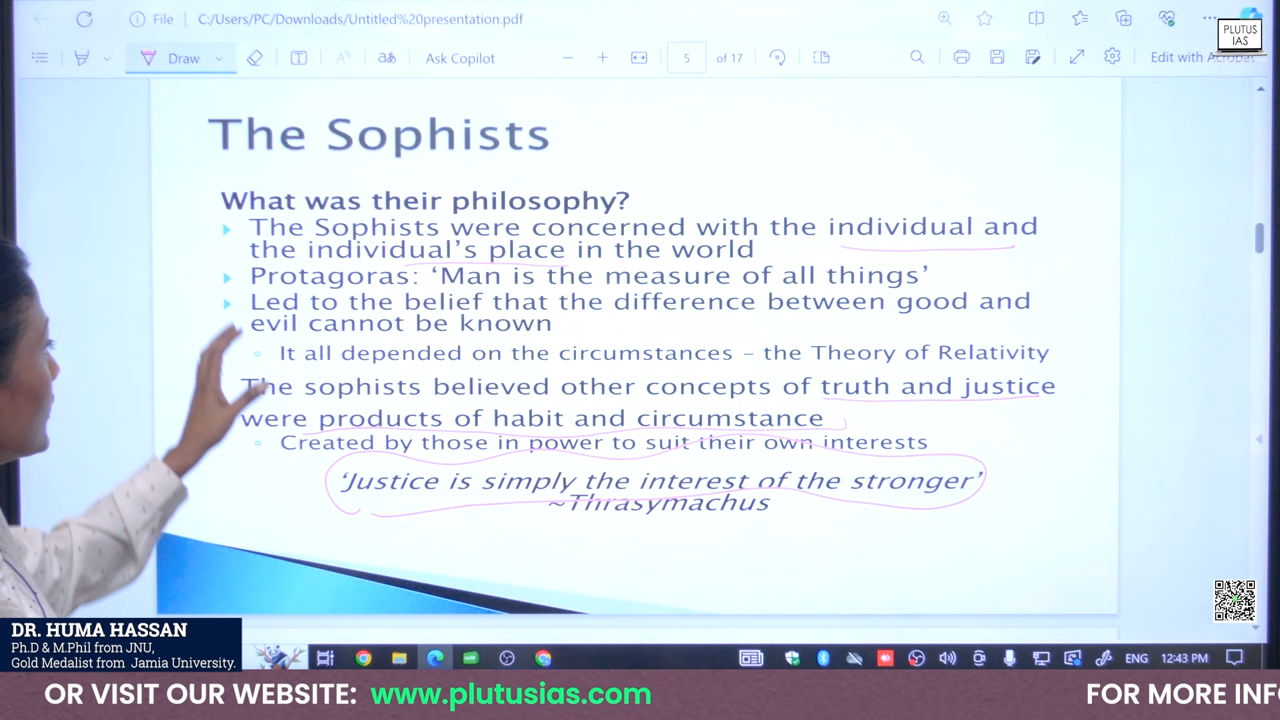 File
C:/Users/PC/Downloads/Untitled%20presentation.pdf
PLUTUS
IAS
Draw
Ask Copilot
5
of 17
Edit with Acrobat
The Sophists
What was their philosophy?
The Sophists were concerned with the individual and
the individual's place in the world
Protagoras: 'Man is the measure of all things'
Led to the belief that the difference between good and
evil cannot be known
It all depended on the circumstances – the Theory of Relativity
The sophists believed other concepts of truth and justice
were products of habit and circumstance
Created by those in power to suit their own interests
'Justice is simply the interest of the stronger'
~Thrasymachus
DR. HUMA HASSAN
Ph.D & M.Phil from JNU,
Gold Medalist from Jamia University.
ENG
12:43 PM
OR VISIT OUR WEBSITE: www.plutusias.com
FOR MORE INFO